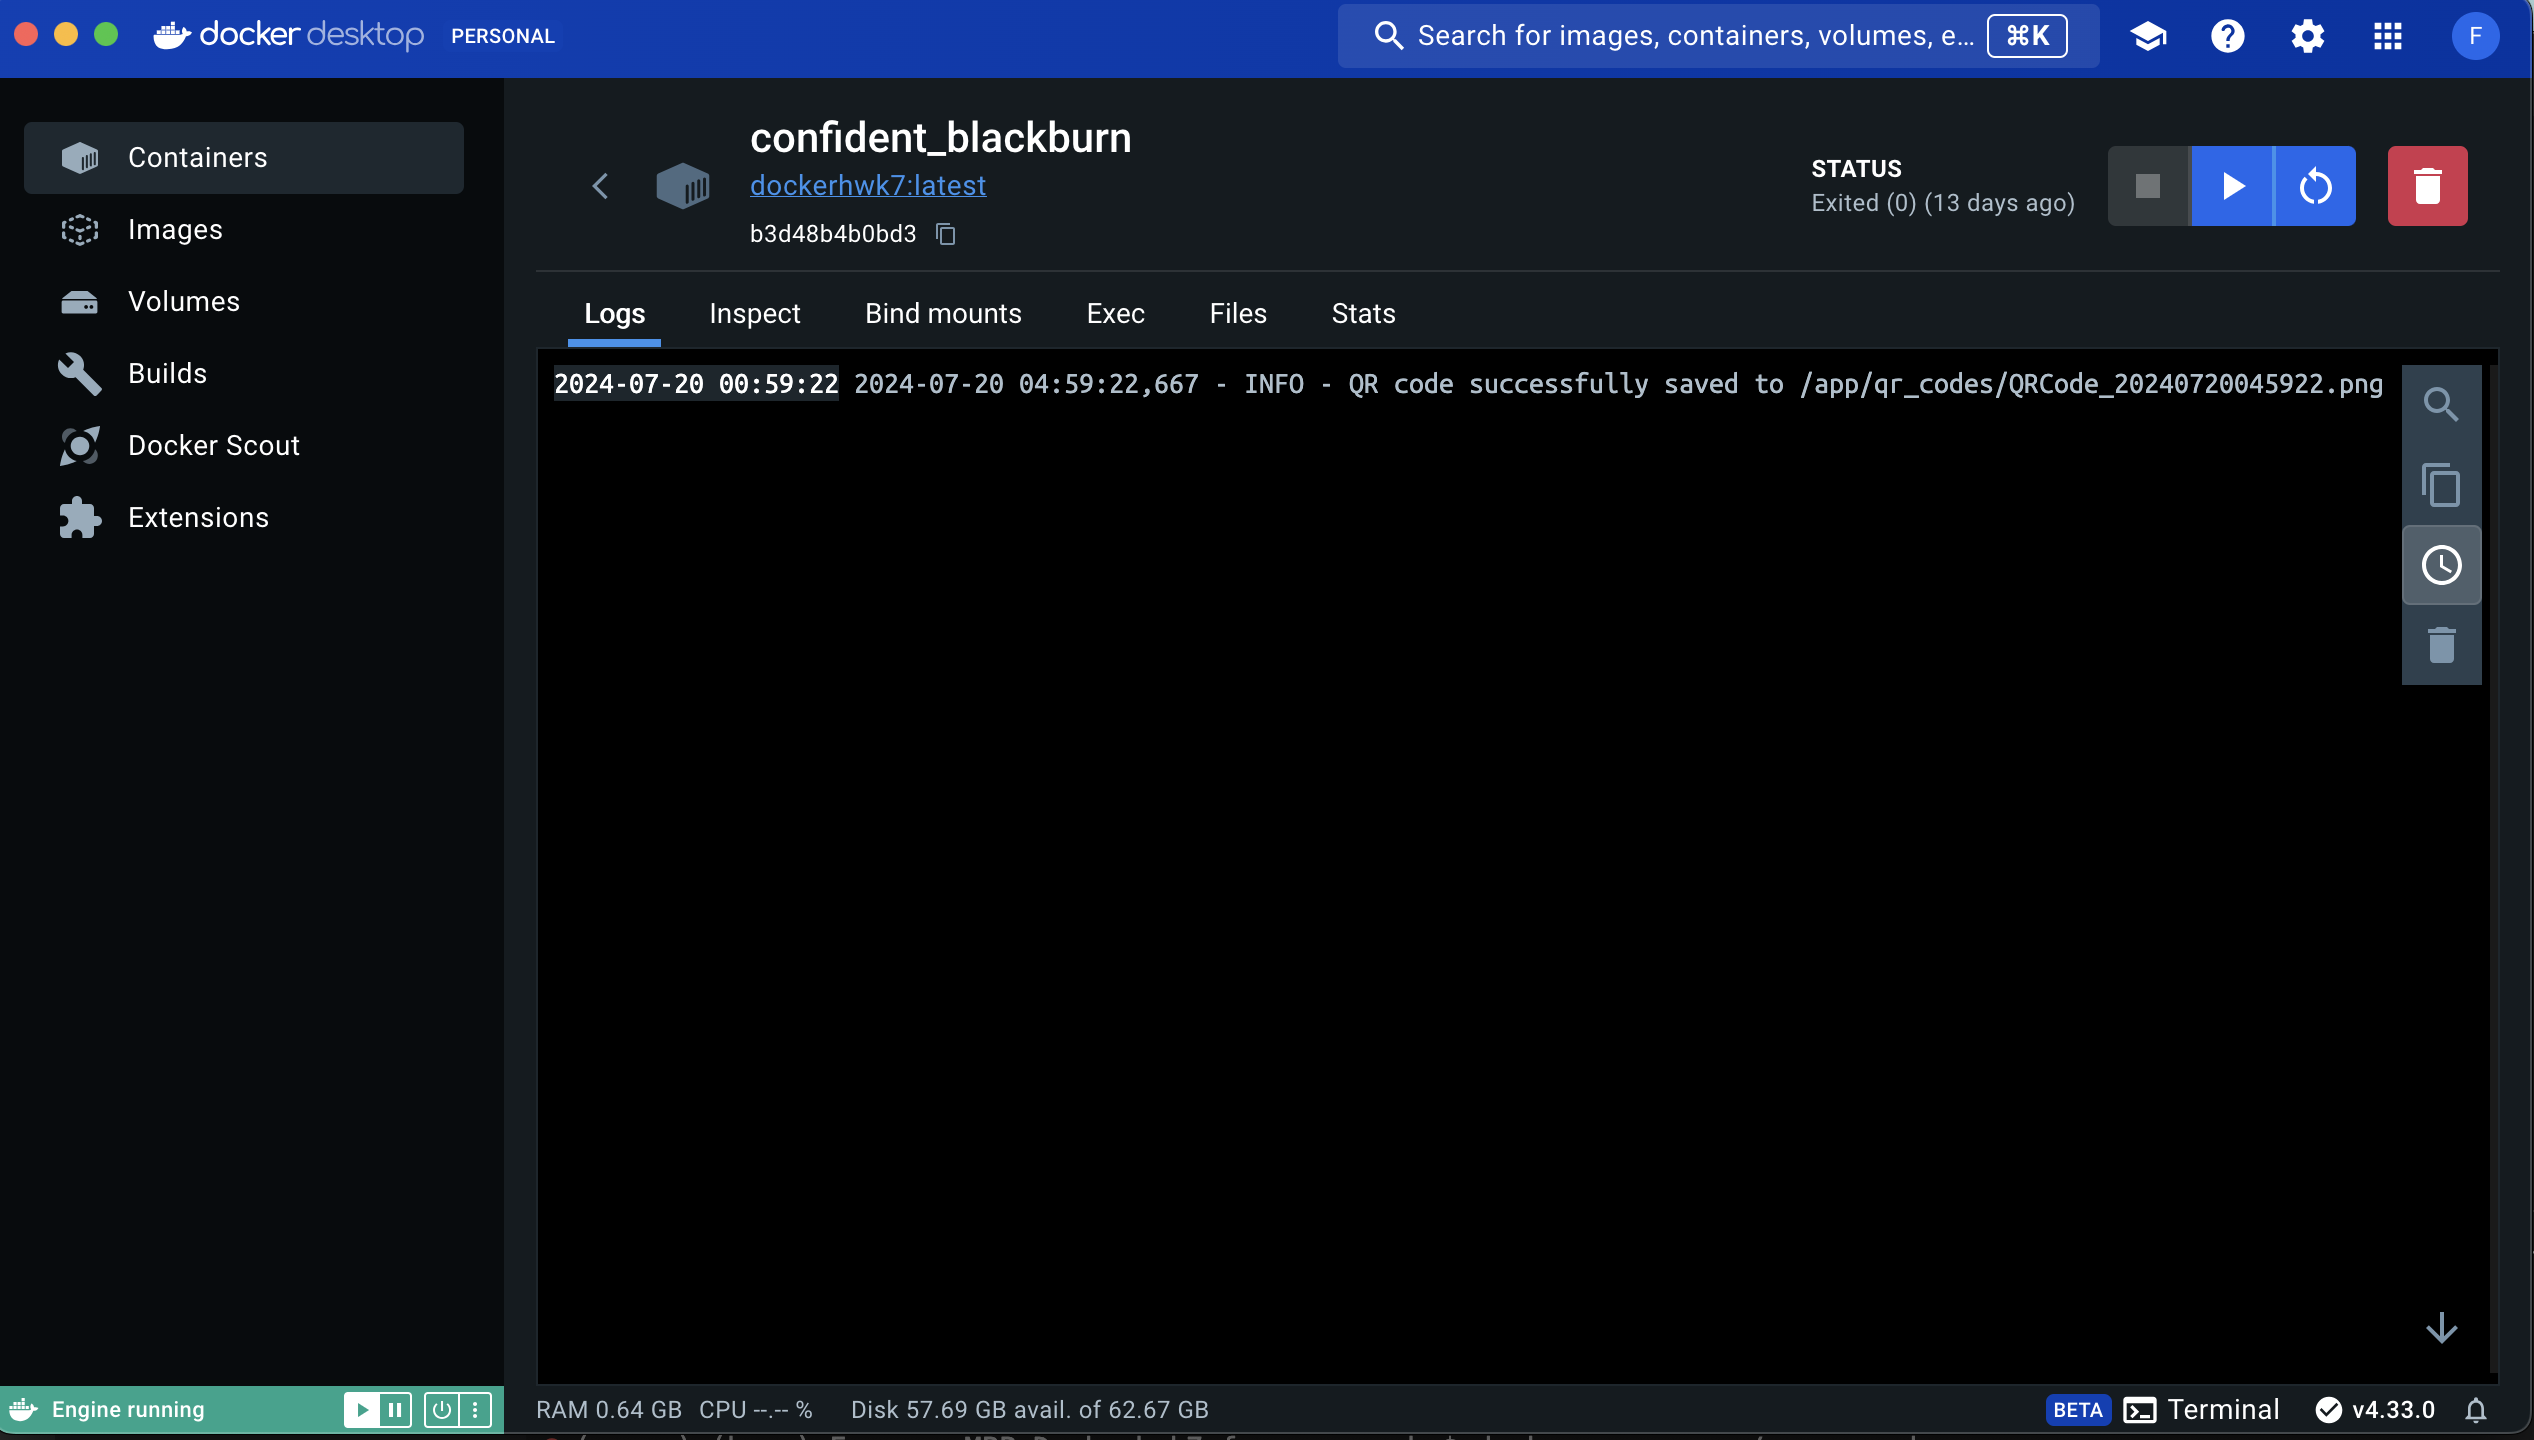 docker desktop PERSONAL
Search for images, containers, volumes, e... ⌘K
F
Containers
Images
Volumes
Builds
Docker Scout
Extensions
confident_blackburn
dockerhwk7:latest
b3d48b4b0bd3
STATUS
Exited (0) (13 days ago)
Logs Inspect Bind mounts Exec Files Stats
2024-07-20 00:59:22 2024-07-20 04:59:22,667 - INFO - QR code successfully saved to /app/qr_codes/QRCode_20240720045922.png
Engine running
RAM 0.64 GB CPU --.-- % Disk 57.69 GB avail. of 62.67 GB
BETA Terminal v4.33.0